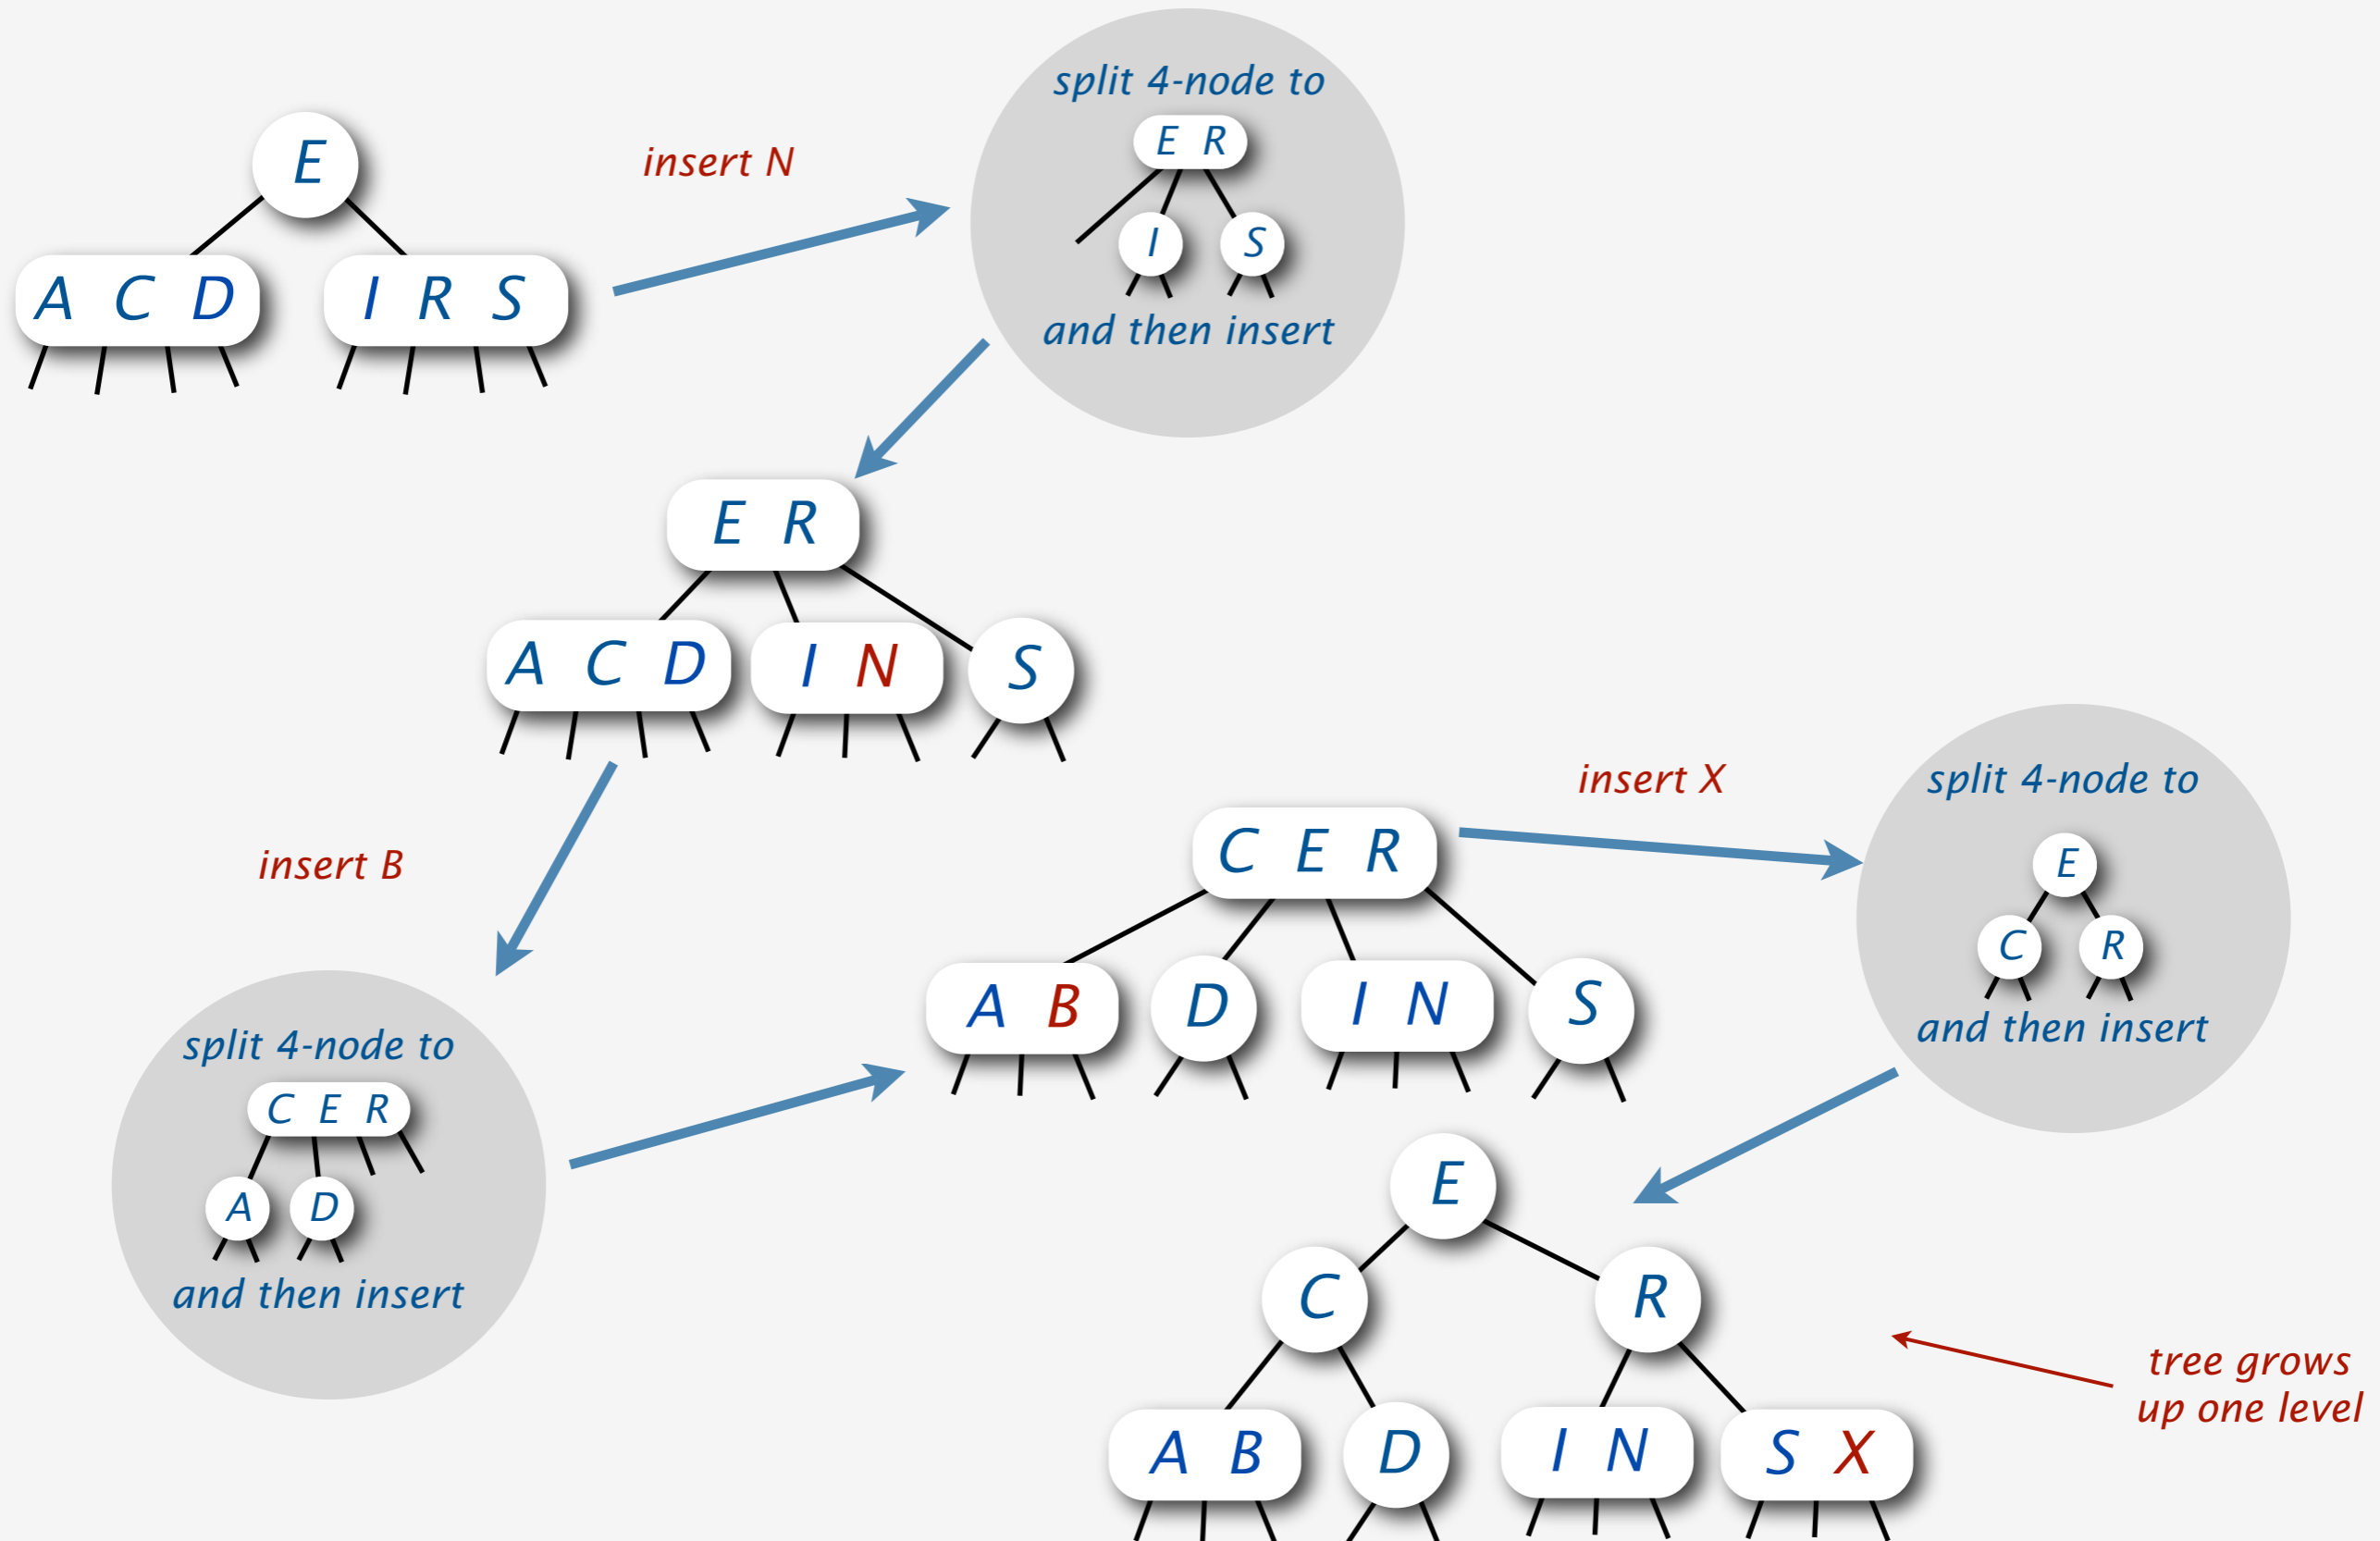 E
A C D
I R S
insert N
split 4-node to
E R
I
S
and then insert
E R
A C D
I N
S
insert B
split 4-node to
C E R
A
D
and then insert
C E R
A B
D
I N
S
insert X
split 4-node to
E
C
R
and then insert
E
C
R
A B
D
I N
S X
tree grows
up one level